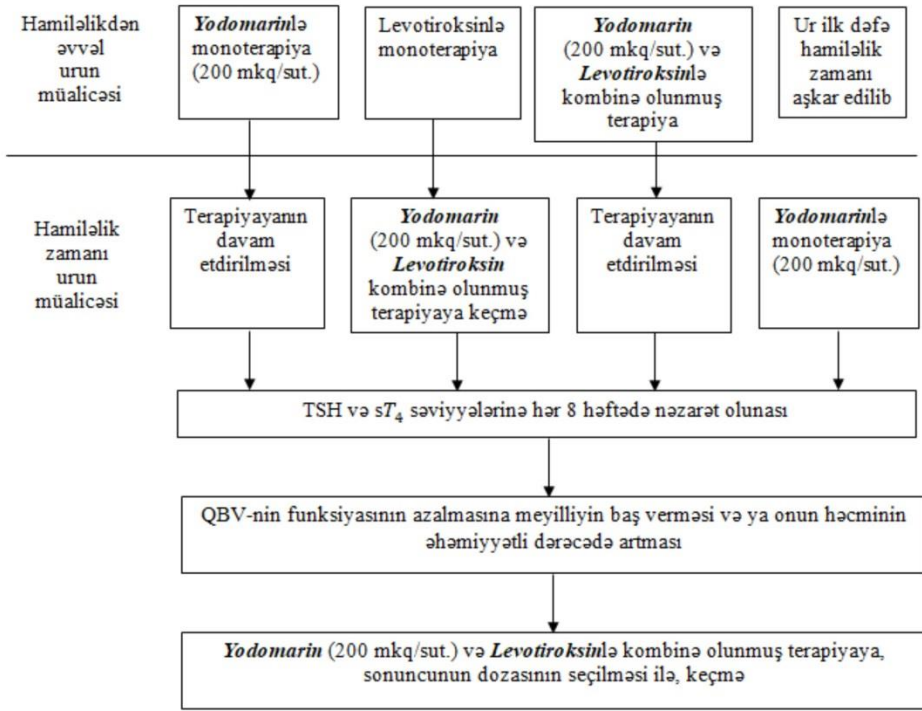 Hamiləlikdən
əvvəl
urun
müalicəsi
Yodomarinlə
monoterapiya
(200 mkq/sut.)
Levotiroksinlə
monoterapiya
Yodomarin
(200 mkq/sut.) və
Levotiroksinlə
kombinə olunmuş
terapiya
Ur ilk dəfə
hamiləlik
zamanı
aşkar edilib
Hamiləlik
zamanı
urun
müalicəsi
Terapiyayanın
davam
etdirilməsi
Yodomarin
(200 mkq/sut.) və
Levotiroksin
kombinə olunmuş
terapiyaya keçmə
Terapiyayanın
davam
etdirilməsi
Yodomarinlə
monoterapiya
(200 mkq/sut.)
TSH və sT₄ səviyyələrinə hər 8 həftədə nəzarət olunası
QBV-nin funksiyasının azalmasına meyilliyin baş verməsi və ya onun həcminin
əhəmiyyətli dərəcədə artması
Yodomarin (200 mkq/sut.) və Levotiroksinlə kombinə olunmuş terapiyaya,
sonuncunun dozasının seçilməsi ilə, keçmə